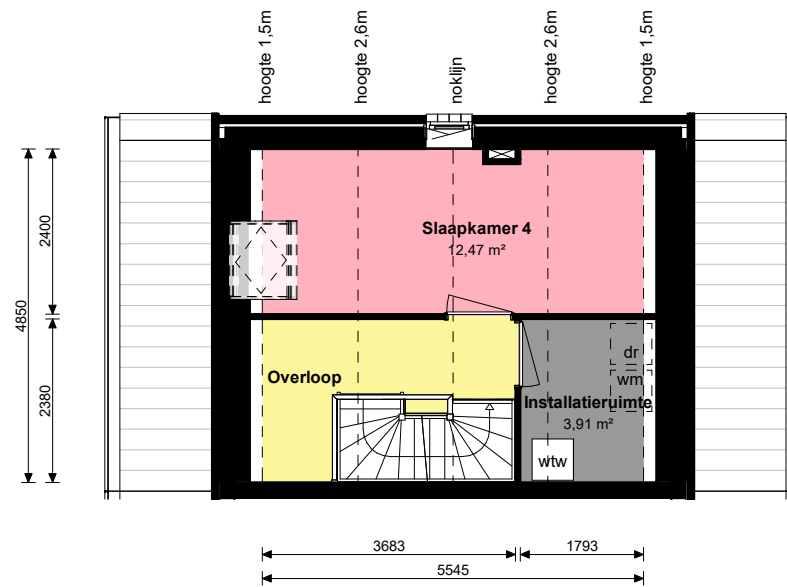 hoogte 1,5m
hoogte 2,6m
noklijn
hoogte 2,6m
hoogte 1,5m
2400
4850
2380
Slaapkamer 4
12,47 m²
Overloop
dr
wm
Installatieruimte
3,91 m²
wtw
3683
1793
5545